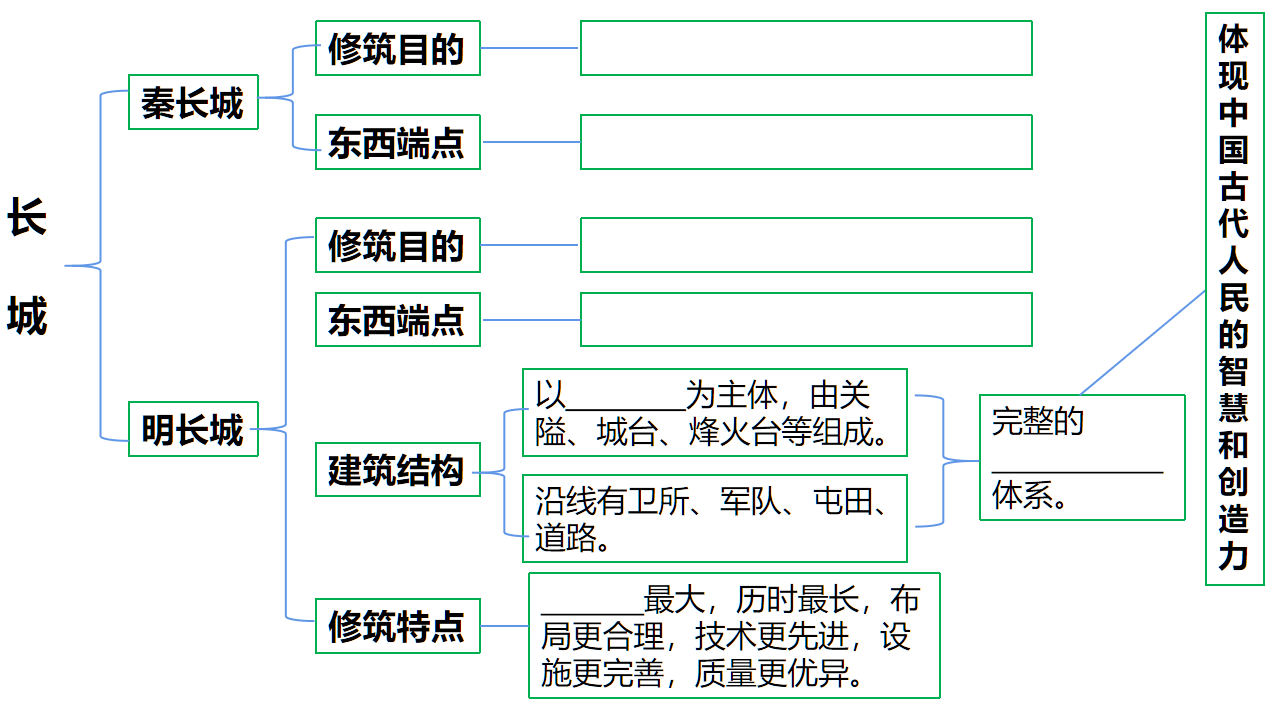 长城
秦长城
修筑目的
东西端点
明长城
修筑目的
东西端点
建筑结构
以________为主体，由关
隘、城台、烽火台等组成。
沿线有卫所、军队、屯田、
道路。
完整的
___________
体系。
修筑特点
_______最大，历时最长，布
局更合理，技术更先进，设
施更完善，质量更优异。
体现中国古代人民的智慧和创造力